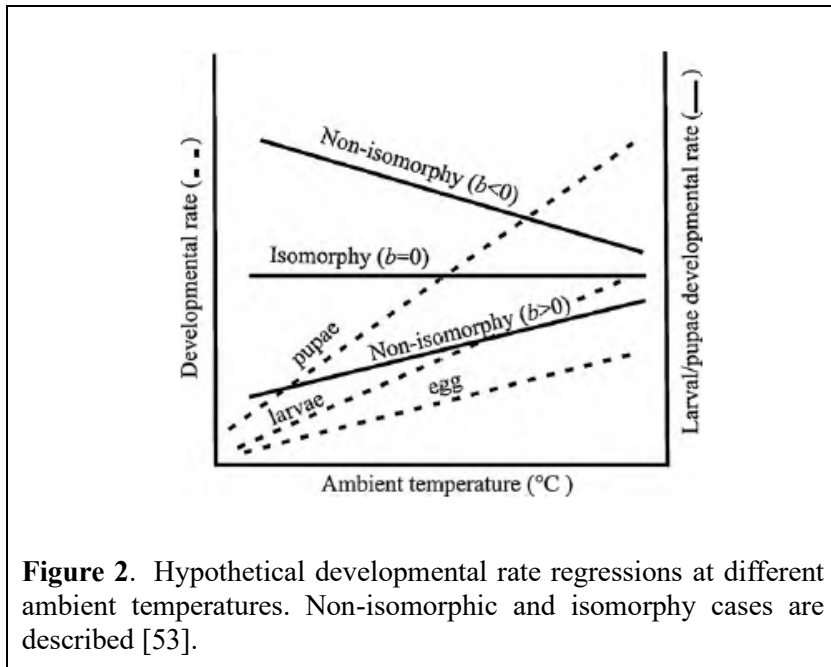 Developmental rate (- -)
Larval/pupae developmental rate (—)
Non-isomorphy (b<0)
Isomorphy (b=0)
Non-isomorphy (b>0)
pupae
larvae
egg
Ambient temperature (°C )
Figure 2. Hypothetical developmental rate regressions at different
ambient temperatures. Non-isomorphic and isomorphy cases are
described [53].